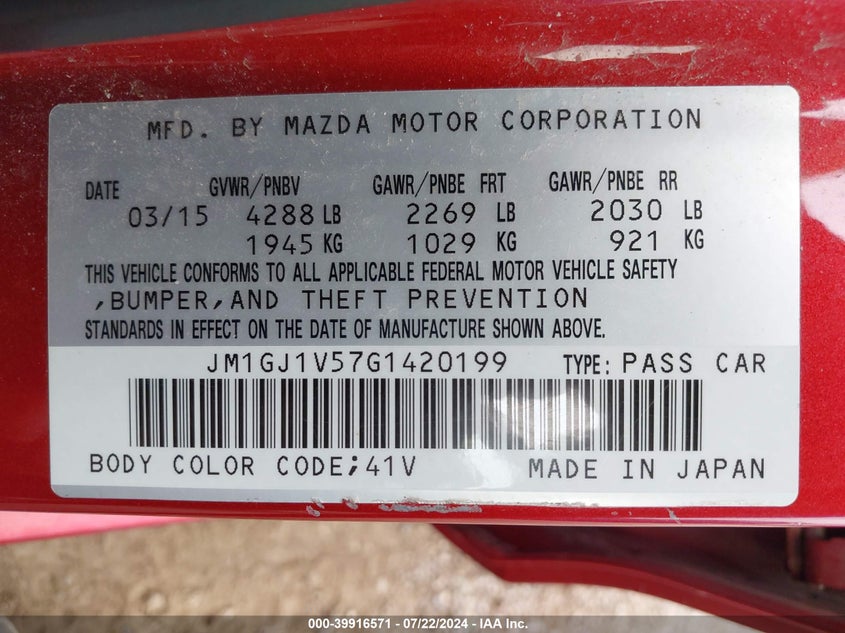 MFD. BY MAZDA MOTOR CORPORATION
DATE GVWR/PNBV GAWR/PNBE FRT GAWR/PNBE RR
03/15 4288 LB 2269 LB 2030 LB
1945 KG 1029 KG 921 KG
THIS VEHICLE CONFORMS TO ALL APPLICABLE FEDERAL MOTOR VEHICLE SAFETY
,BUMPER,AND THEFT PREVENTION
STANDARDS IN EFFECT ON THE DATE OF MANUFACTURE SHOWN ABOVE.
JM1GJ1V57G1420199 TYPE: PASS CAR
BODY COLOR CODE;41V MADE IN JAPAN
000-39916571 - 07/22/2024 - IAA Inc.